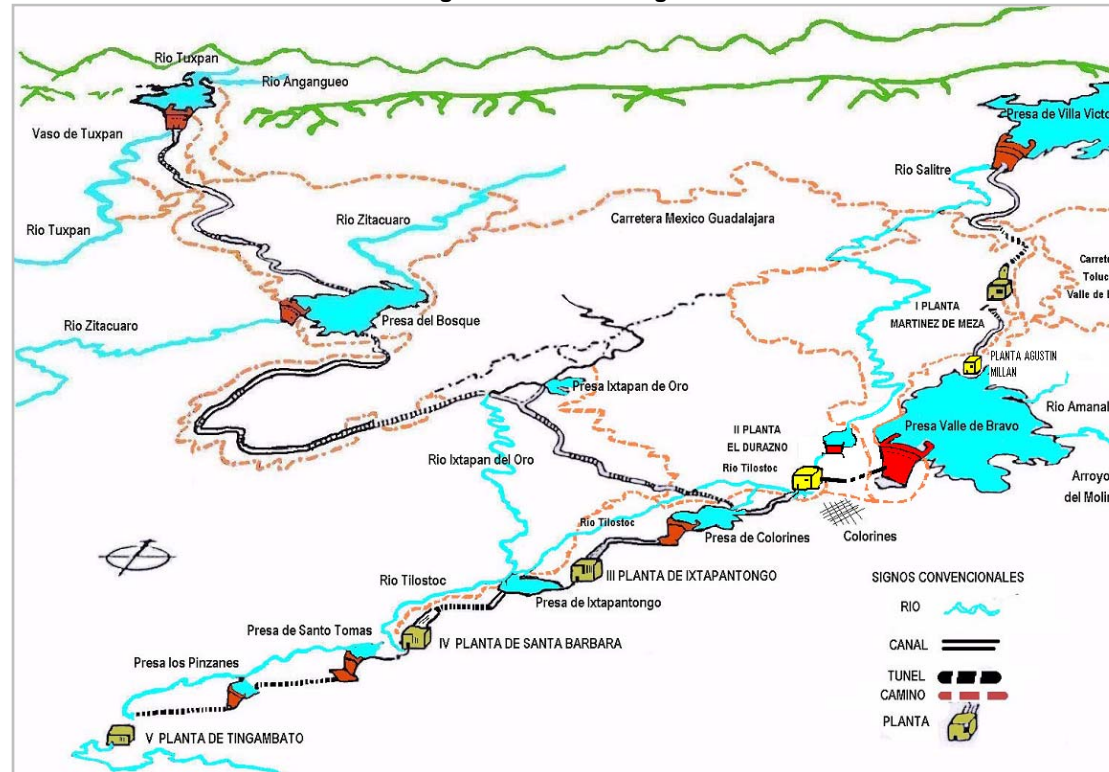 Rio Tuxpan
Rio Angangueo
Vaso de Tuxpan
Presa de Villa
Rio Salitre
Rio Zitacuaro
Carretera Mexico Guadalajara
Rio Tuxpan
Valle de
Presa del Bosque
Rio Zitacuaro
I PLANTA
MARTINEZ DE MEZA
PLANTA AGUSTIN
MILLAN
Presa Ixtapan de Oro
Rio
Presa Valle de Bravo
II PLANTA
EL DURAZNO
Rio Tilostoc
Rio Ixtapan del Oro
Arroyo
del
Rio Tilostoc
Presa de Colorines
Colorines
III PLANTA DE IXTAPANTONGO
SIGNOS CONVENCIONALES
Rio Tilostoc
Presa de Ixtapantongo
RIO
Presa de Santo Tomas
IV PLANTA DE SANTA BARBARA
CANAL
Presa los Pinzanes
TUNEL
CAMINO
PLANTA
V PLANTA DE TINGAMBATO